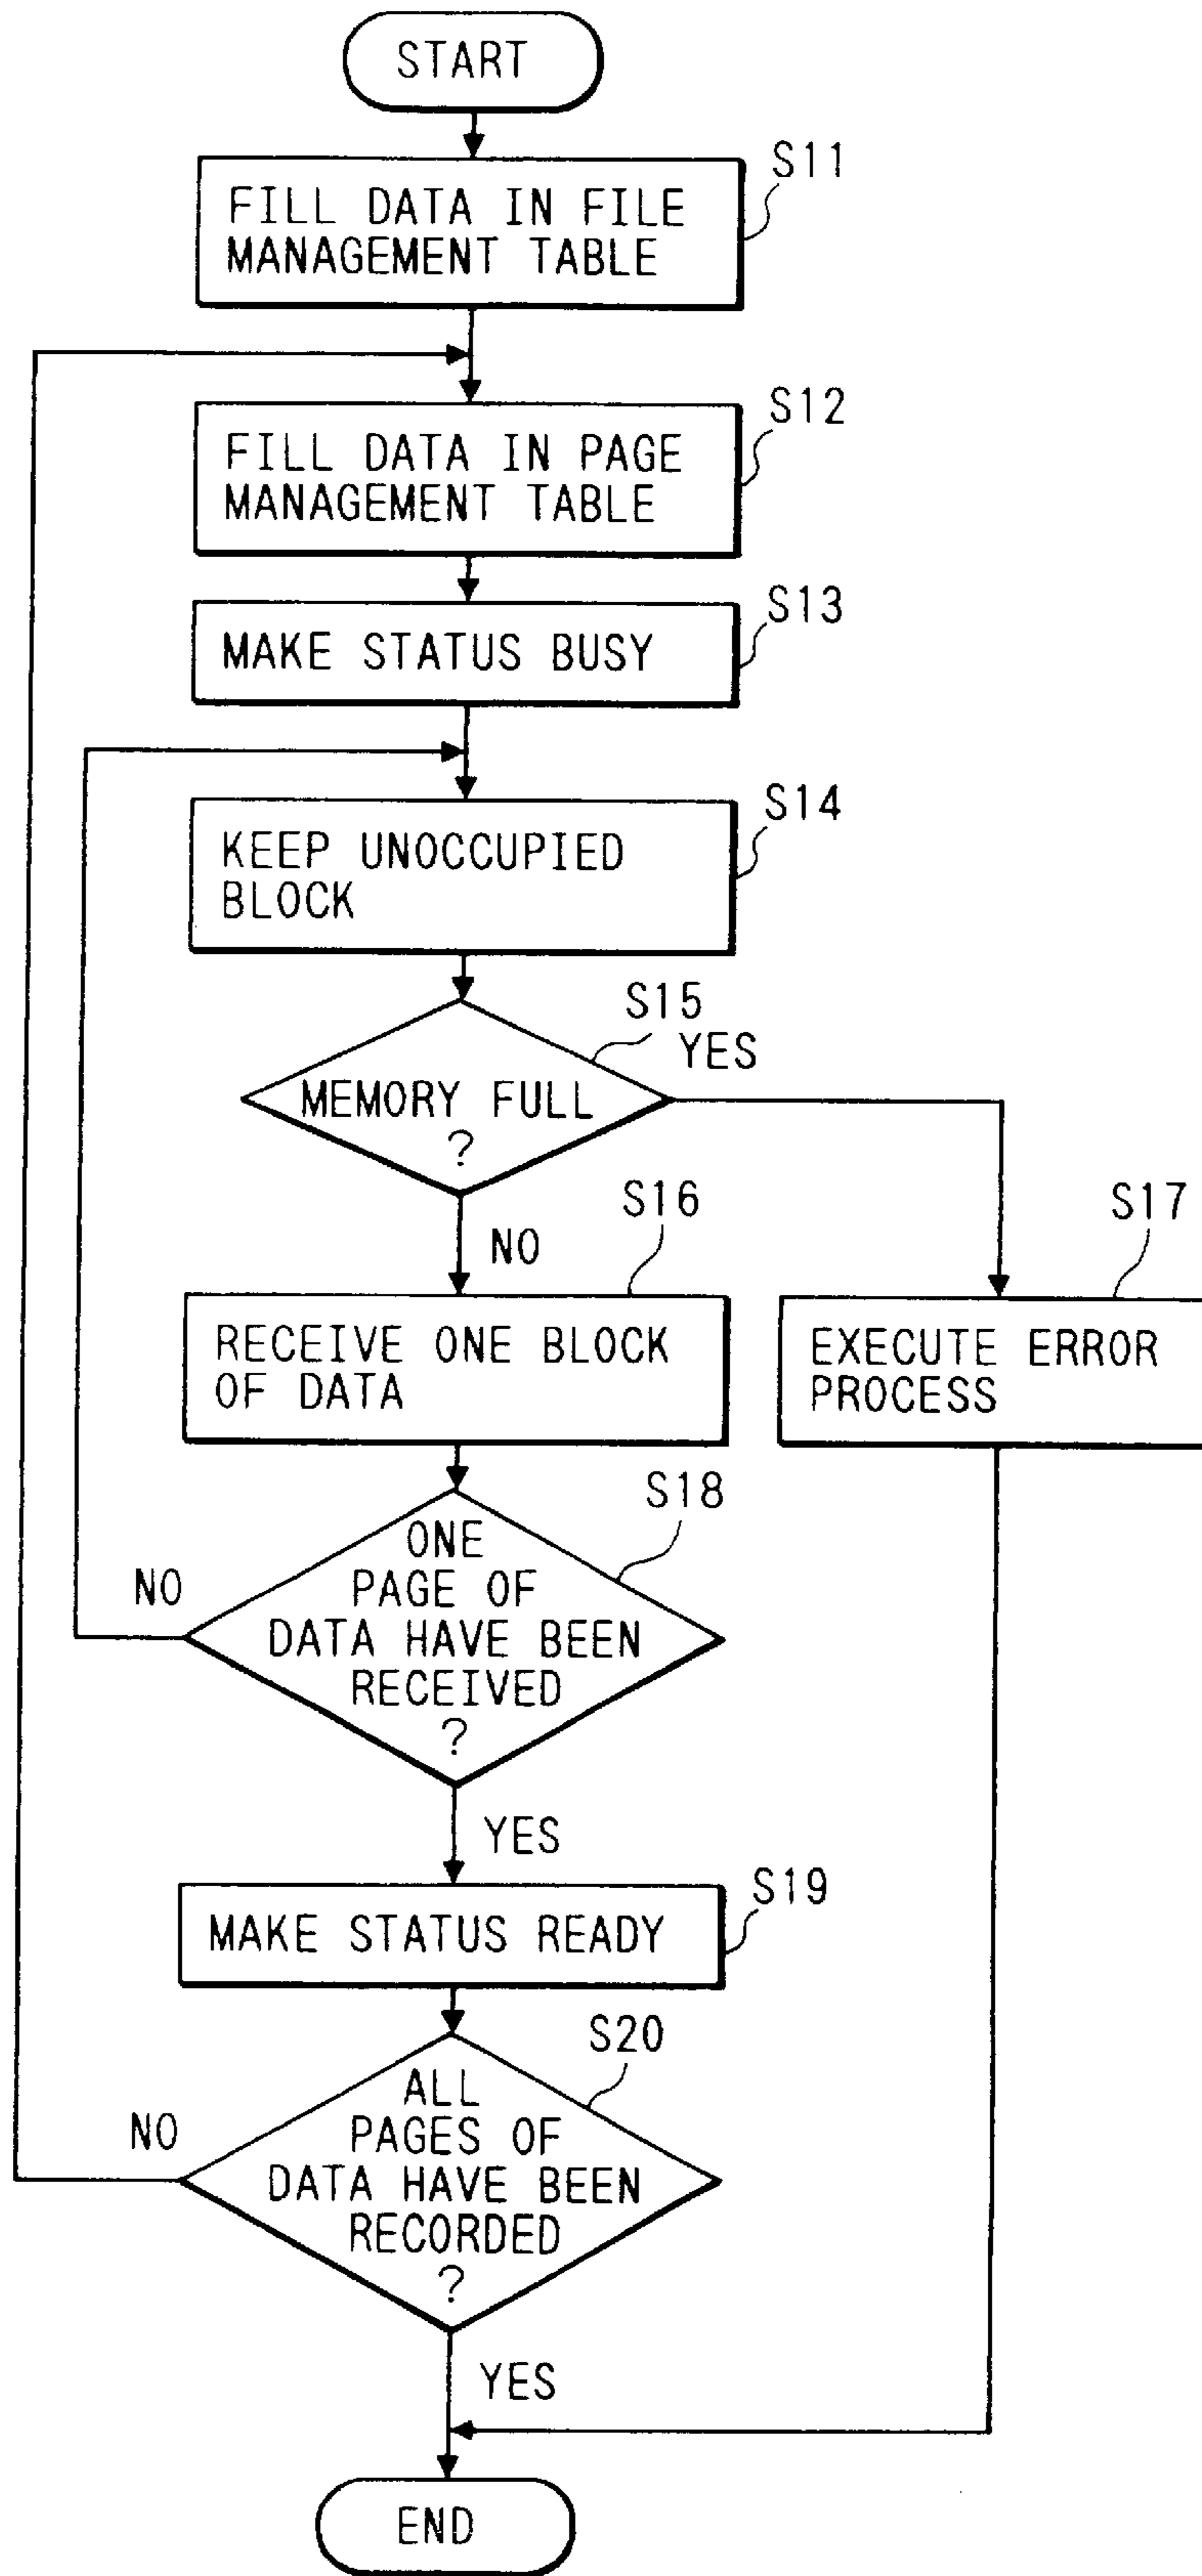 START
S11
FILL DATA IN FILE
MANAGEMENT TABLE
S12
FILL DATA IN PAGE
MANAGEMENT TABLE
S13
MAKE STATUS BUSY
S14
KEEP UNOCCUPIED
BLOCK
S15
YES
MEMORY FULL
?
S16
S17
NO
RECEIVE ONE BLOCK
OF DATA
EXECUTE ERROR
PROCESS
S18
ONE
NO
PAGE OF
DATA HAVE BEEN
RECEIVED
?
YES
S19
MAKE STATUS READY
S20
ALL
NO
PAGES OF
DATA HAVE BEEN
RECORDED
?
YES
END